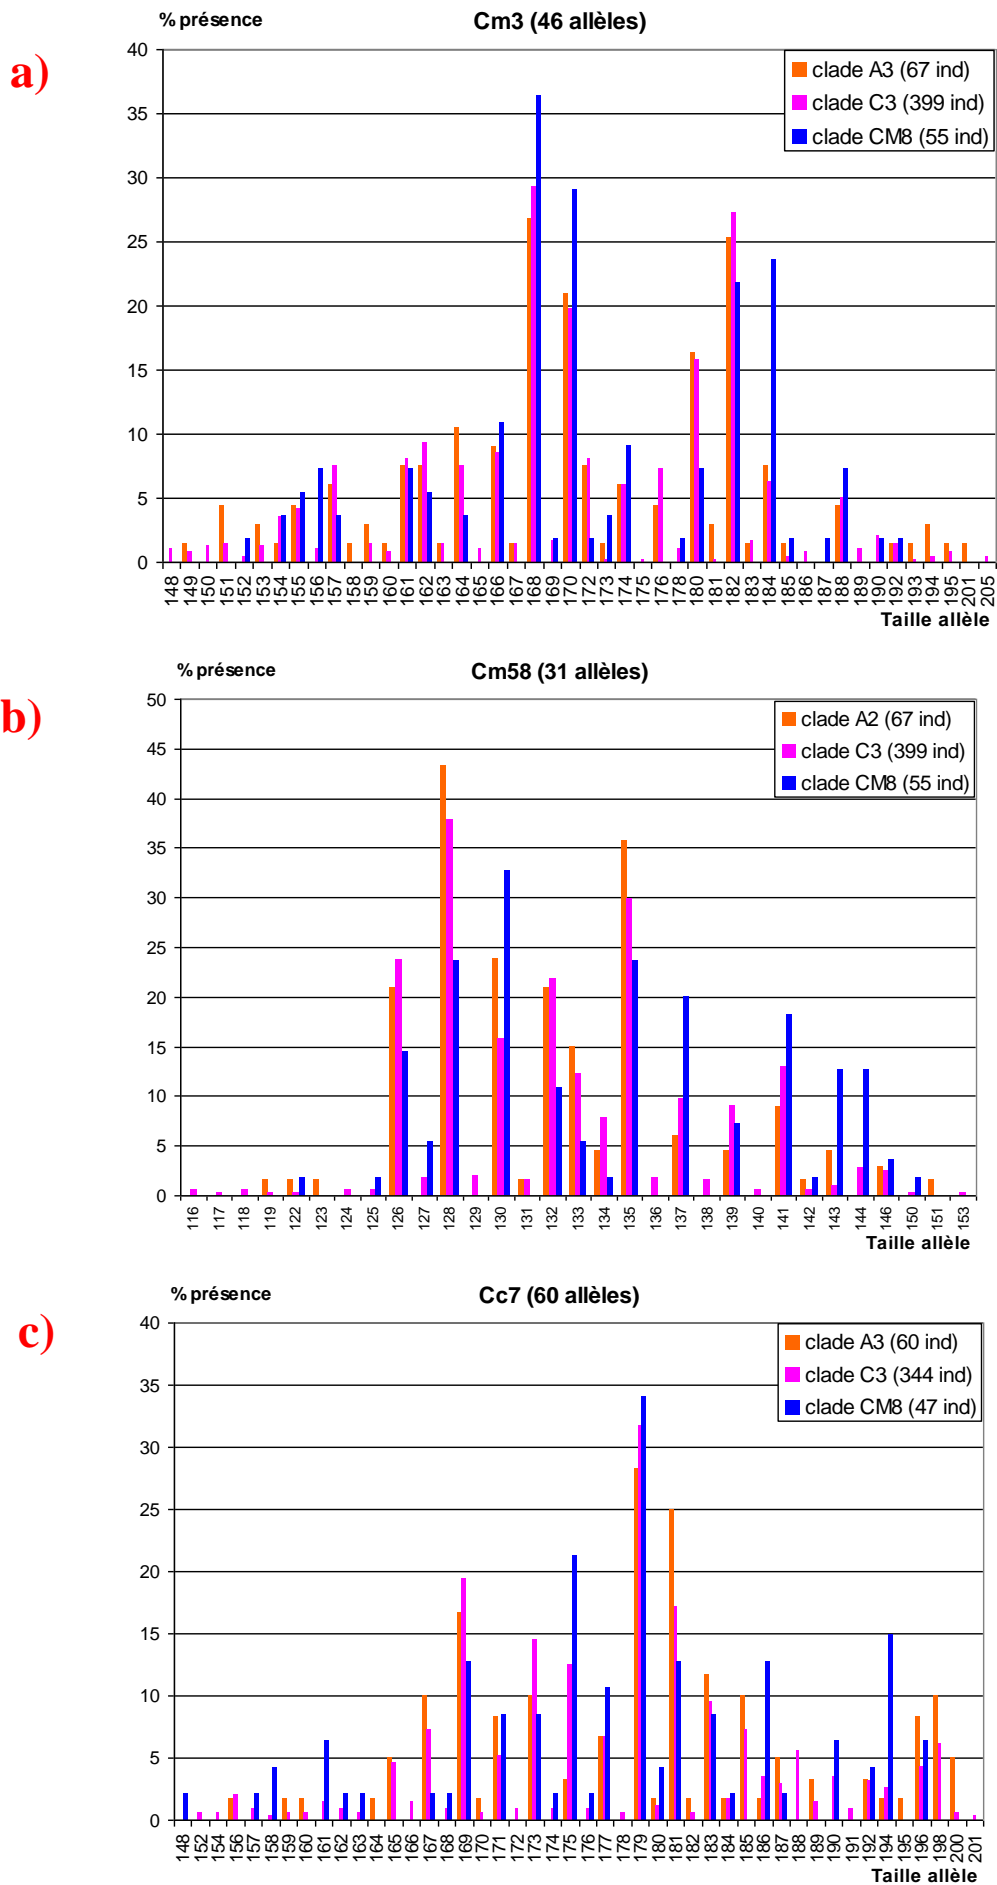 a)
% présence
Cm3 (46 allèles)
40
35
30
25
20
15
10
5
0
clade A3 (67 ind)
clade C3 (399 ind)
clade CM8 (55 ind)
148 149 150 151 152 153 154 155 156 157 158 159 160 161 162 163 164 165 166 167 168 169 170 172 173 174 175 176 178 180 181 182 183 184 185 186 187 188 189 190 192 193 194 195 201 205
Taille allèle
b)
% présence
Cm58 (31 allèles)
50
45
40
35
30
25
20
15
10
5
0
clade A2 (67 ind)
clade C3 (399 ind)
clade CM8 (55 ind)
116 117 118 119 122 123 124 125 126 127 128 129 130 131 132 133 134 135 136 137 138 139 140 141 142 143 144 146 150 151 153
Taille allèle
c)
% présence
Cc7 (60 allèles)
40
35
30
25
20
15
10
5
0
clade A3 (60 ind)
clade C3 (344 ind)
clade CM8 (47 ind)
148 152 154 156 157 158 159 160 161 162 163 164 165 166 167 168 169 170 171 172 173 174 175 176 177 178 179 180 181 182 183 184 185 186 187 188 189 190 191 192 194 195 196 198 200 201
Taille allèle